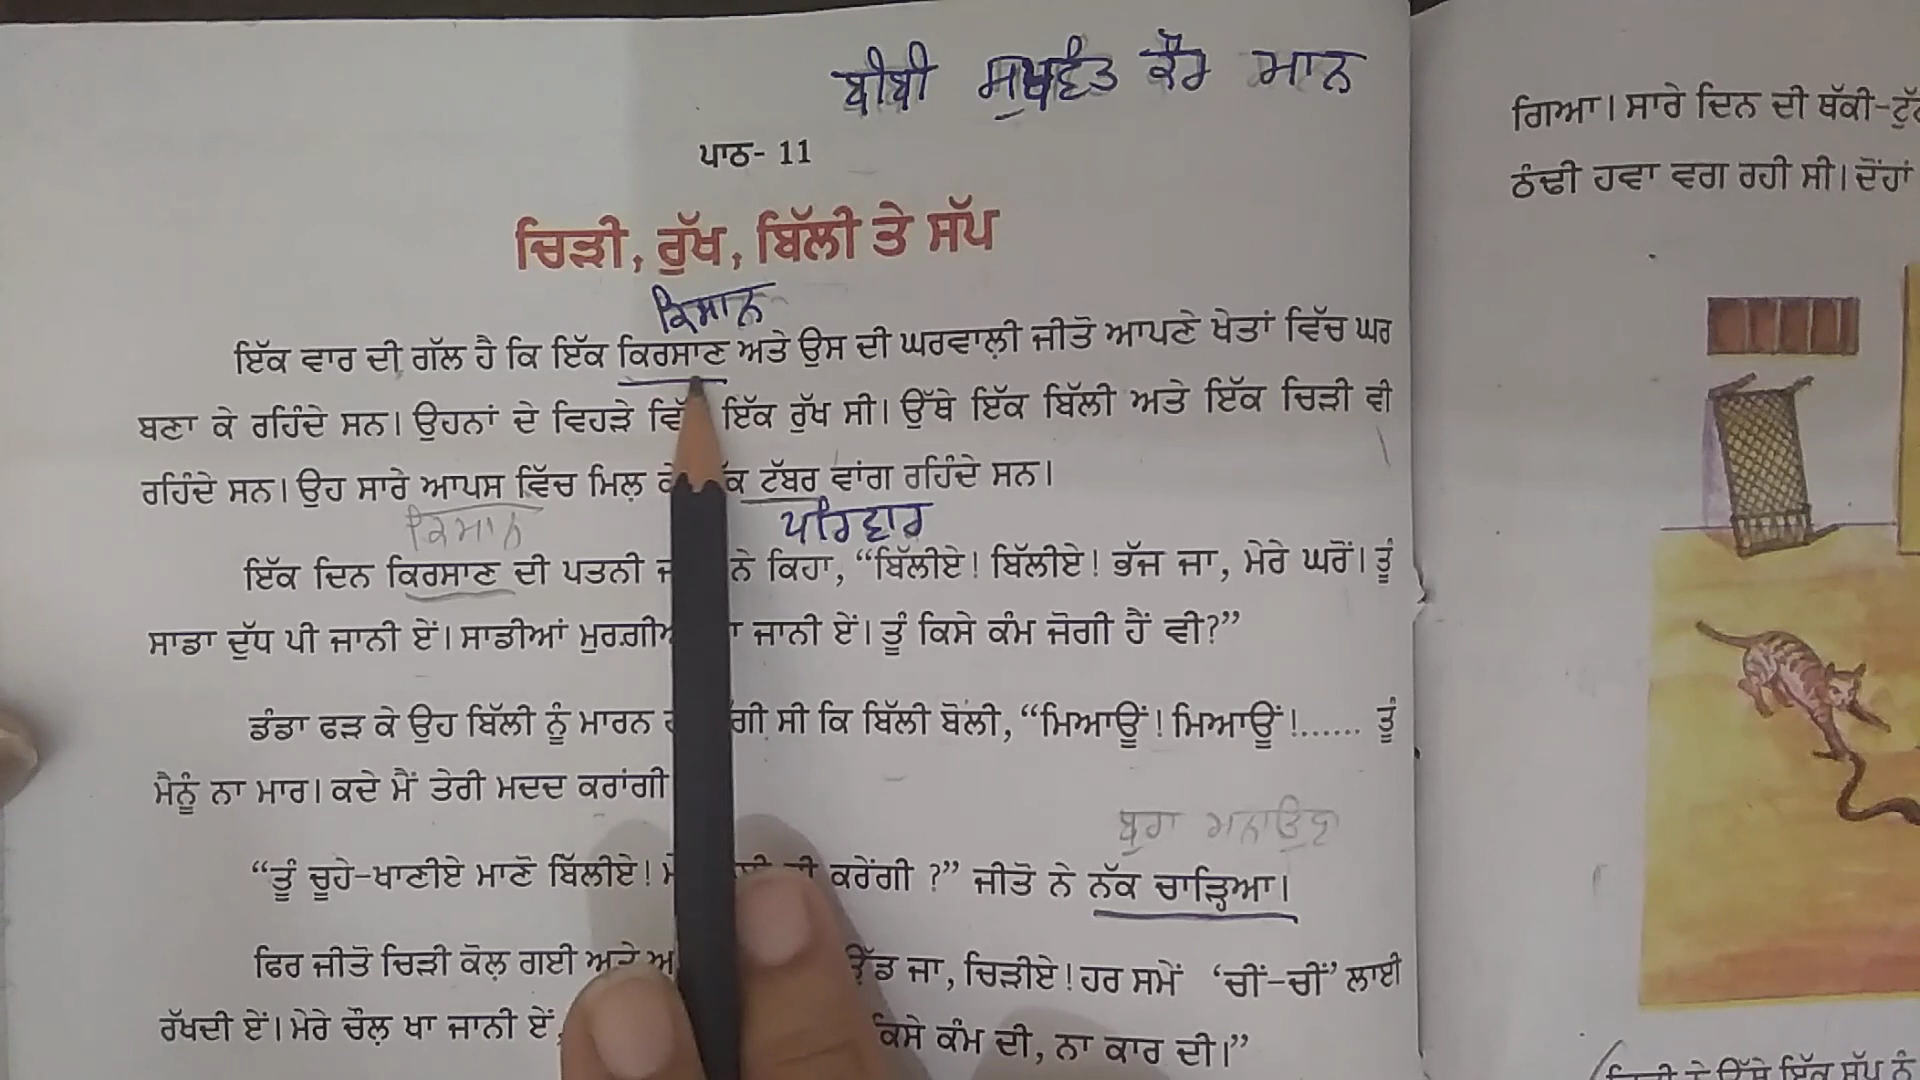 ਬੀਬੀ ਸੁਖਵੰਤ ਕੌਰ ਮਾਨ
ਪਾਠ- 11
ਚਿੜੀ, ਰੁੱਖ, ਬਿੱਲੀ ਤੇ ਸੱਪ
ਕਿਸਾਨ
ਇੱਕ ਵਾਰ ਦੀ ਗੱਲ ਹੈ ਕਿ ਇੱਕ ਕਿਰਸਾਣ ਅਤੇ ਉਸ ਦੀ ਘਰਵਾਲ਼ੀ ਜੀਤੋ ਆਪਣੇ ਖੇਤਾਂ ਵਿੱਚ ਘਰ
ਬਣਾ ਕੇ ਰਹਿੰਦੇ ਸਨ। ਉਹਨਾਂ ਦੇ ਵਿਹੜੇ ਇੱਕ ਰੁੱਖ ਸੀ। ਉੱਥੇ ਇੱਕ ਬਿੱਲੀ ਅਤੇ ਇੱਕ ਚਿੜੀ ਵੀ
ਰਹਿੰਦੇ ਸਨ। ਉਹ ਸਾਰੇ ਆਪਸ ਵਿੱਚ ਮਿਲ਼ ਟੱਬਰ ਵਾਂਗ ਰਹਿੰਦੇ ਸਨ।
ਕਿਸਾਨ ਪਰਿਵਾਰ
ਇੱਕ ਦਿਨ ਕਿਰਸਾਣ ਦੀ ਪਤਨੀ ਨੇ ਕਿਹਾ, “ਬਿੱਲੀਏ! ਬਿੱਲੀਏ! ਭੱਜ ਜਾ, ਮੇਰੇ ਘਰੋਂ। ਤੂੰ
ਸਾਡਾ ਦੁੱਧ ਪੀ ਜਾਨੀ ਏਂ। ਸਾਡੀਆਂ ਜਾਨੀ ਏਂ। ਤੂੰ ਕਿਸੇ ਕੰਮ ਜੋਗੀ ਹੈਂ ਵੀ?”
ਡੰਡਾ ਫੜ ਕੇ ਉਹ ਬਿੱਲੀ ਨੂੰ ਮਾਰਨ ਸੀ ਕਿ ਬਿੱਲੀ ਬੋਲੀ, “ਮਿਆਊਂ! ਮਿਆਊਂ!...... ਤੂੰ
ਮੈਨੂੰ ਨਾ ਮਾਰ। ਕਦੇ ਮੈਂ ਤੇਰੀ ਮਦਦ ਕਰਾਂਗੀ
ਬੁਰਾ ਮਨਾਉਣਾ
“ਤੂੰ ਚੂਹੇ-ਖਾਣੀਏ ਮਾਣੋ ਬਿੱਲੀਏ! ਕਰੇਂਗੀ ?” ਜੀਤੋ ਨੇ ਨੱਕ ਚਾੜ੍ਹਿਆ।
ਫਿਰ ਜੀਤੋ ਚਿੜੀ ਕੋਲ਼ ਗਈ ਅਤੇ ਜਾ, ਚਿੜੀਏ! ਹਰ ਸਮੇਂ ‘ਚੀਂ-ਚੀਂ’ ਲਾਈ
ਰੱਖਦੀ ਏਂ। ਮੇਰੇ ਚੌਲ਼ ਖਾ ਜਾਨੀ ਏਂ, ਕਿਸੇ ਕੰਮ ਦੀ, ਨਾ ਕਾਰ ਦੀ।”
ਗਿਆ। ਸਾਰੇ ਦਿਨ ਦੀ
ਠੰਢੀ ਹਵਾ ਵਗ ਰਹੀ ਸੀ। ਦੋਂਹਾਂ